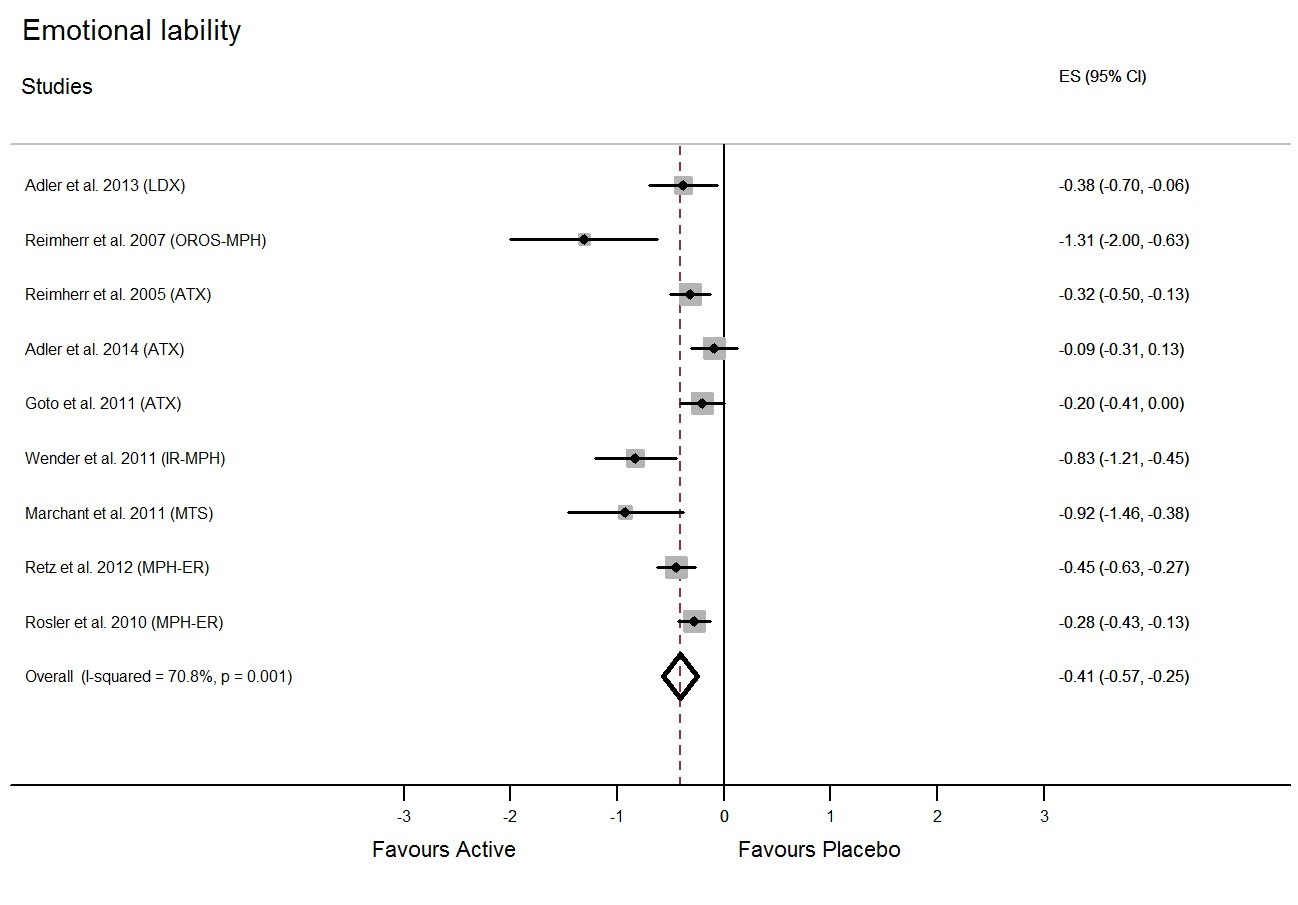 Emotional lability
Studies ES (95% CI)
Adler et al. 2013 (LDX) -0.38 (-0.70, -0.06)
Reimherr et al. 2007 (OROS-MPH) -1.31 (-2.00, -0.63)
Reimherr et al. 2005 (ATX) -0.32 (-0.50, -0.13)
Adler et al. 2014 (ATX) -0.09 (-0.31, 0.13)
Goto et al. 2011 (ATX) -0.20 (-0.41, 0.00)
Wender et al. 2011 (IR-MPH) -0.83 (-1.21, -0.45)
Marchant et al. 2011 (MTS) -0.92 (-1.46, -0.38)
Retz et al. 2012 (MPH-ER) -0.45 (-0.63, -0.27)
Rosler et al. 2010 (MPH-ER) -0.28 (-0.43, -0.13)
Overall (I-squared = 70.8%, p = 0.001) -0.41 (-0.57, -0.25)
-3 -2 -1 0 1 2 3
Favours Active Favours Placebo